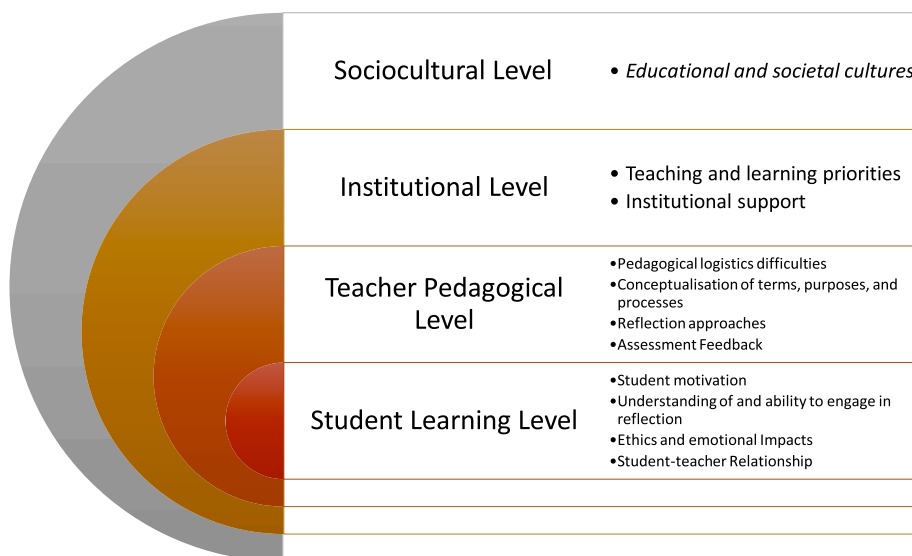 Sociocultural Level
• Educational and societal cultures
Institutional Level
• Teaching and learning priorities
• Institutional support
Teacher Pedagogical
Level
•Pedagogical logistics difficulties
•Conceptualisation of terms, purposes, and
processes
•Reflection approaches
•Assessment Feedback
Student Learning Level
•Student motivation
•Understanding of and ability to engage in
reflection
•Ethics and emotional Impacts
•Student-teacher Relationship